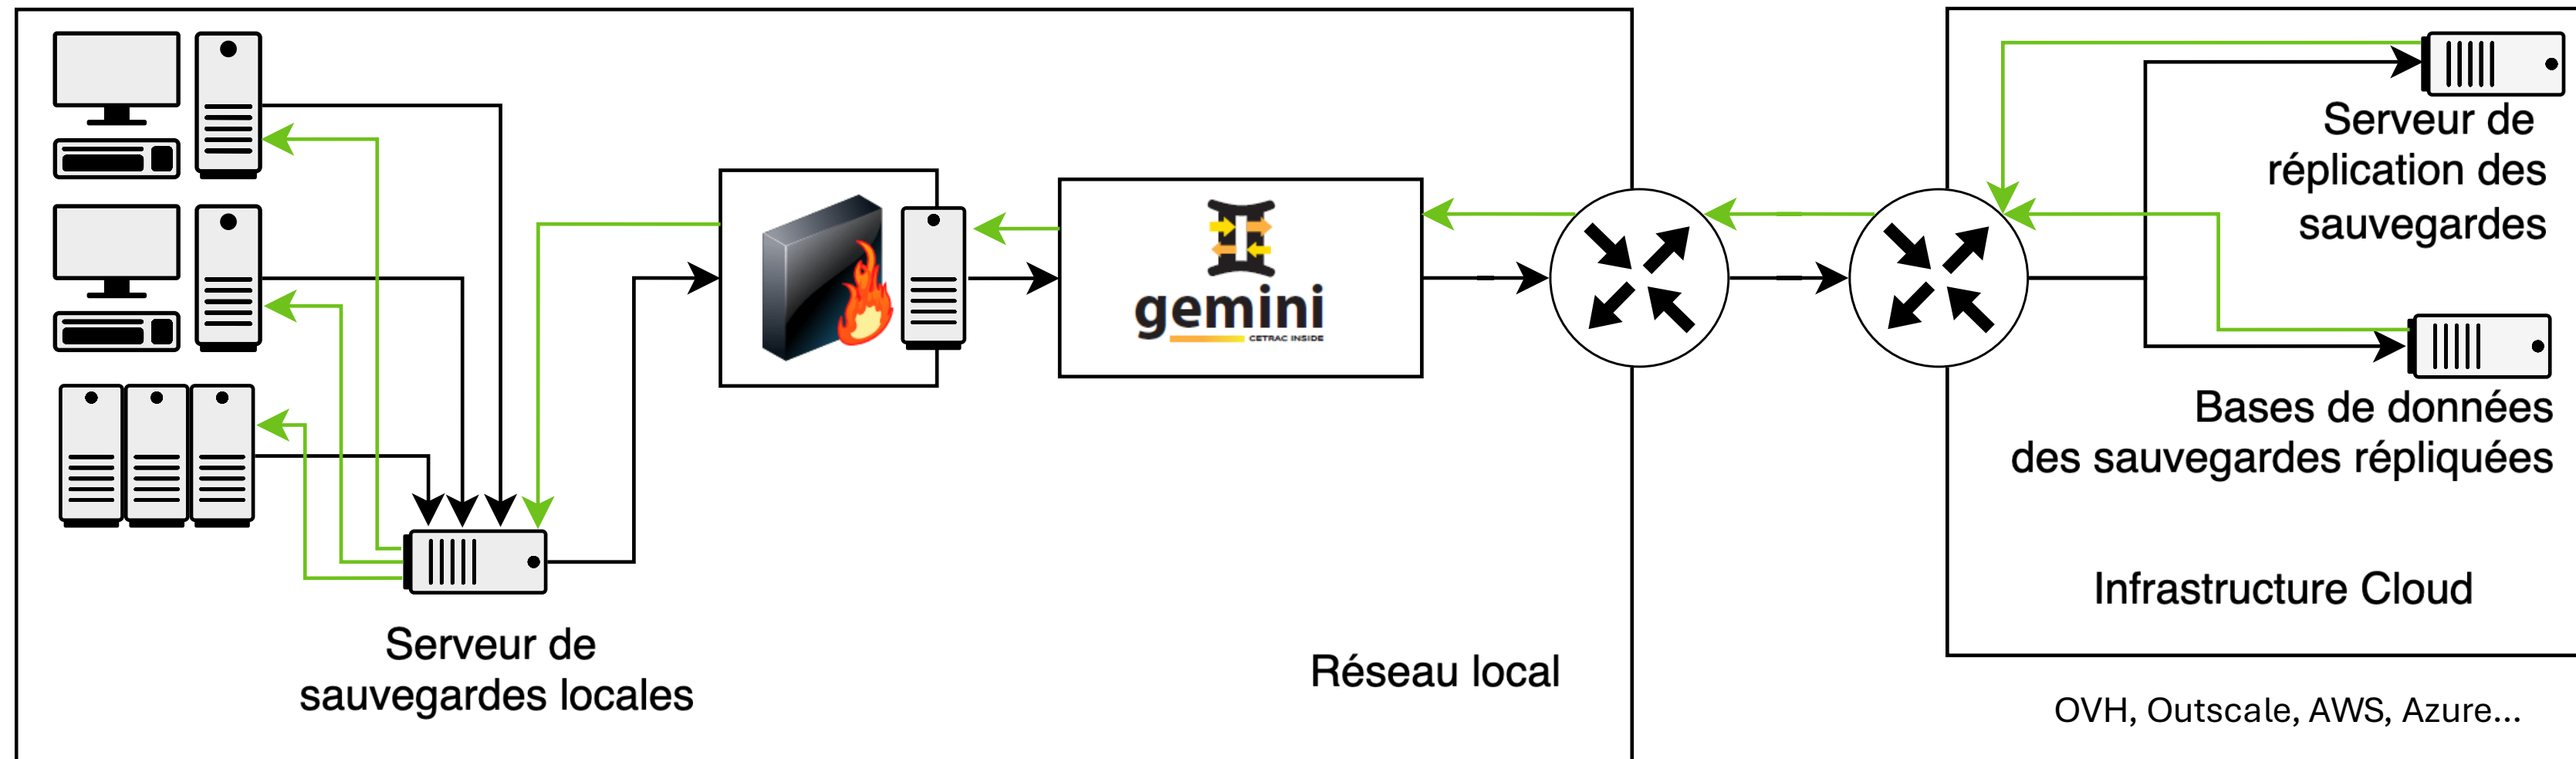 Serveur de
réplication des
sauvegardes
gemini
CETRAC INSIDE
Bases de données
des sauvegardes répliquées
Infrastructure Cloud
Serveur de
sauvegardes locales
Réseau local
OVH, Outscale, AWS, Azure...